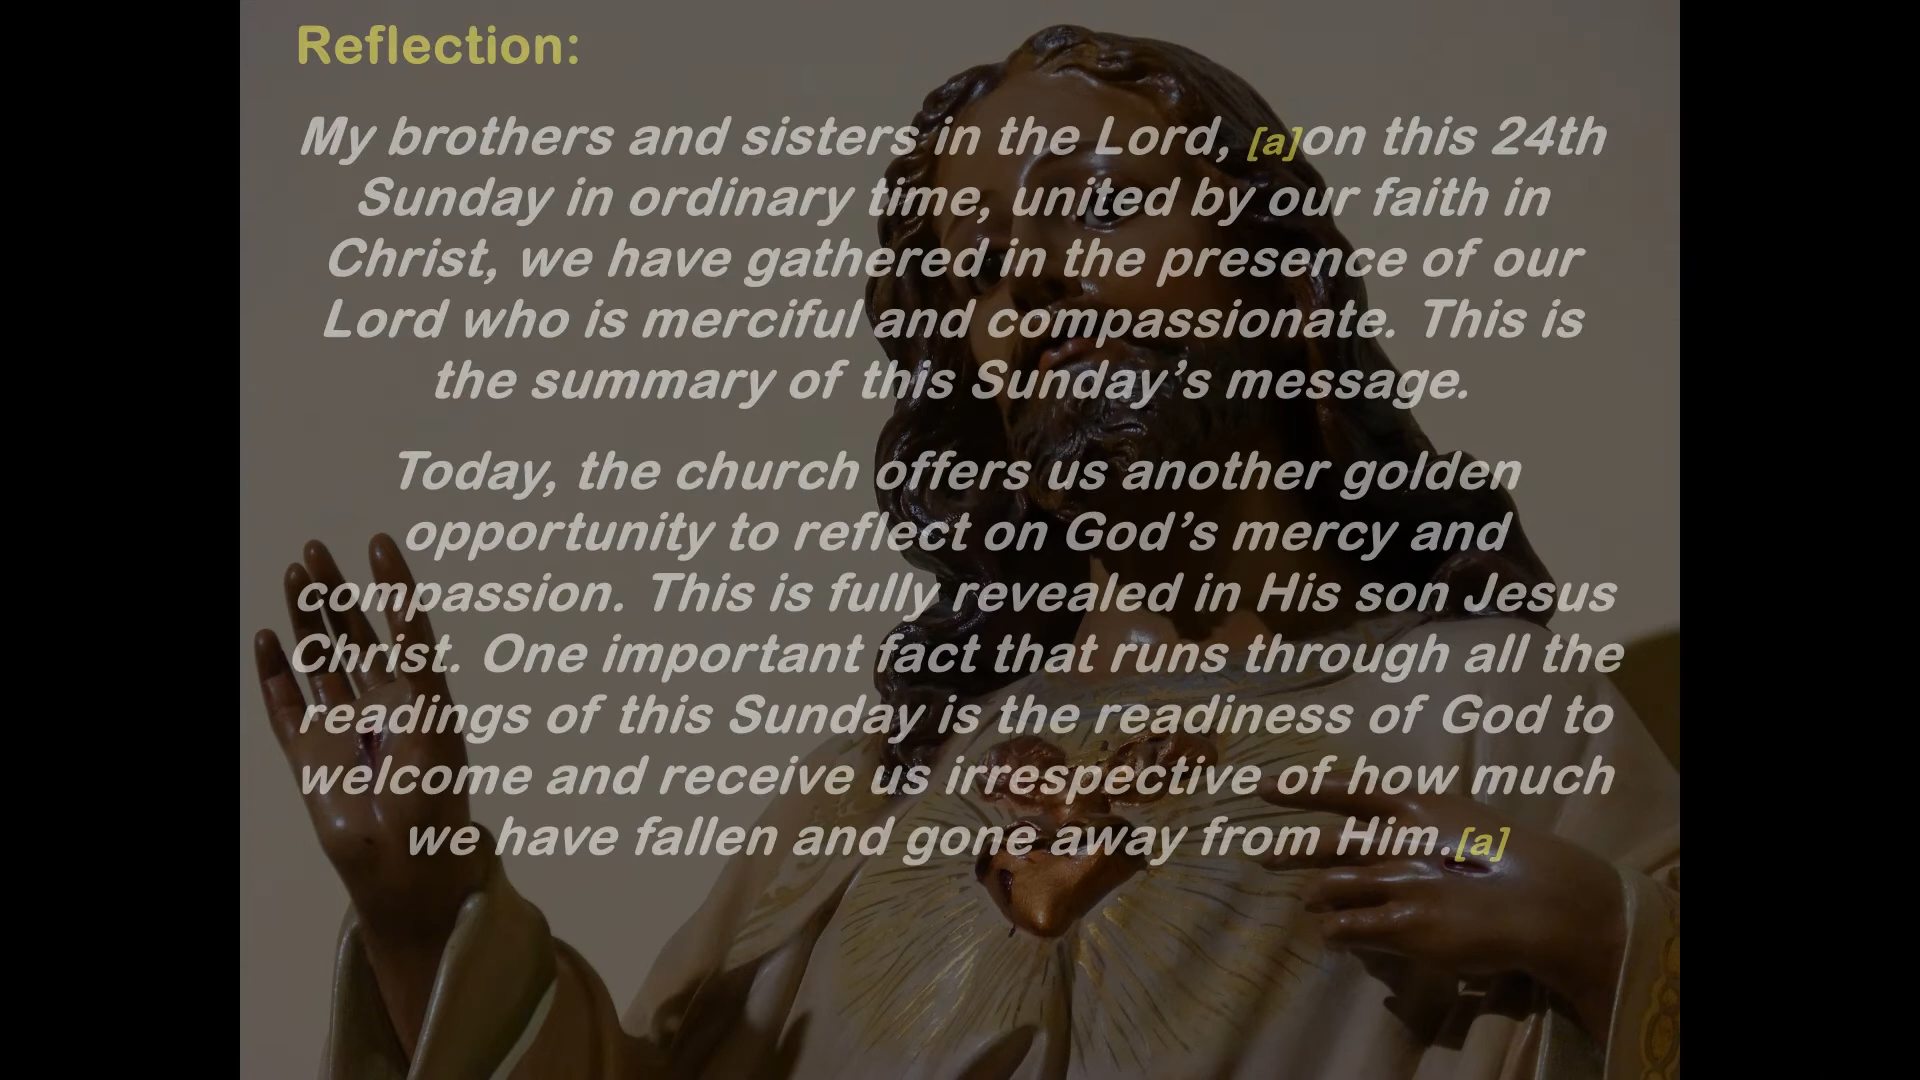 Reflection:
My brothers and sisters in the Lord, [a]on this 24th
Sunday in ordinary time, united by our faith in
Christ, we have gathered in the presence of our
Lord who is merciful and compassionate. This is
the summary of this Sunday’s message.
Today, the church offers us another golden
opportunity to reflect on God’s mercy and
compassion. This is fully revealed in His son Jesus
Christ. One important fact that runs through all the
readings of this Sunday is the readiness of God to
welcome and receive us irrespective of how much
we have fallen and gone away from Him.[a]